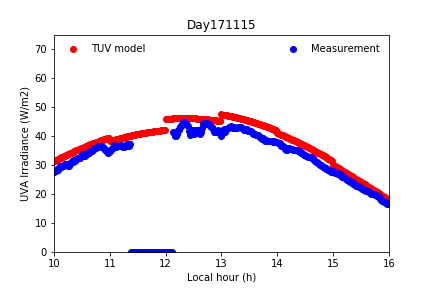 Day171115
TUV model
Measurement
UVA Irradiance (W/m2)
70
60
50
40
30
20
10
0
10 11 12 13 14 15 16
Local hour (h)